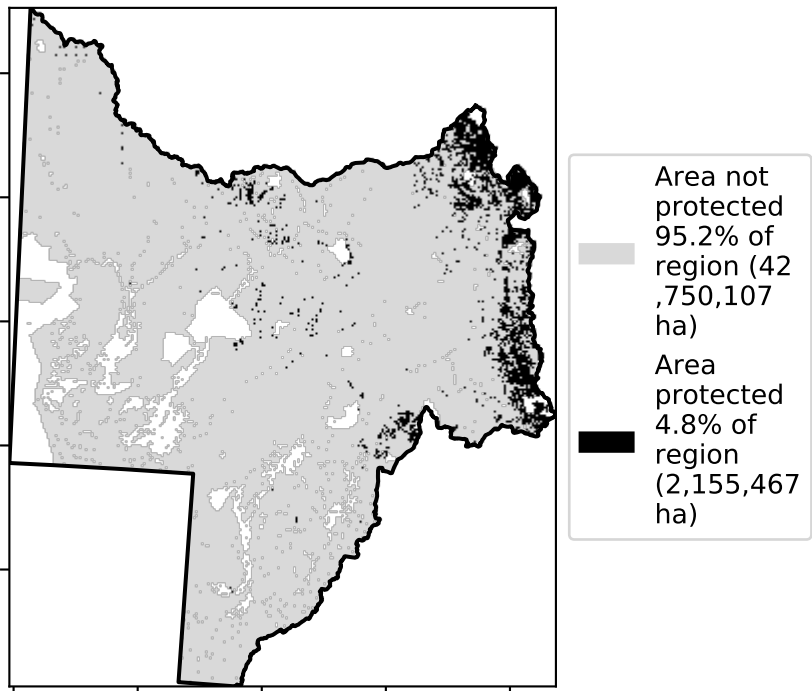 Area not
protected
95.2% of
region (42
,750,107
ha)
Area
protected
4.8% of
region
(2,155,467
ha)